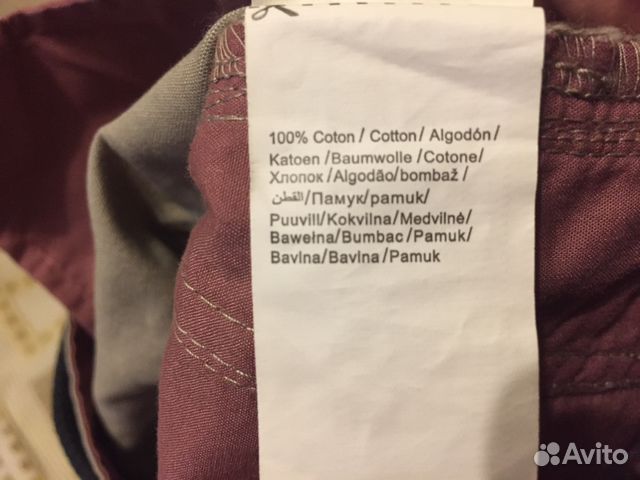 100% Coton / Cotton / Algodón/
Katoen /Baumwolle /Cotone/
Хлопок /Algodão/bombaž /
القطن/Памук/pamuk/
Puuvill/Kokvilna/Medvilnė/
Bawełna/Bumbac/Pamuk/
Bavlna/Bavlna/Pamuk
Avito